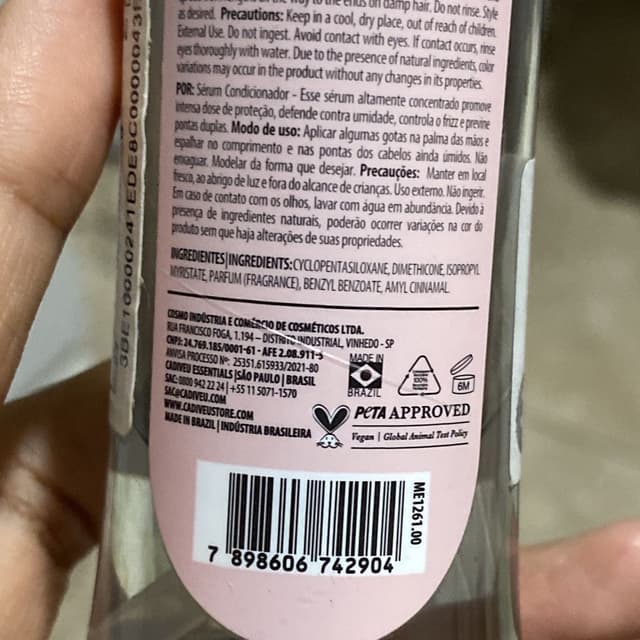 all the way to the ends on damp hair. Do not rinse. Style
as desired. Precautions: Keep in a cool, dry place, out of reach of children.
External Use. Do not ingest. Avoid contact with eyes. If contact occurs, rinse
eyes thoroughly with water. Due to the presence of natural ingredients, color
variations may occur in the product without any changes in its properties.
POR: Sérum Condicionador - Esse sérum altamente concentrado promove
intensa dose de proteção, defende contra umidade, controla o frizz e previne
pontas duplas. Modo de uso: Aplicar algumas gotas na palma das mãos e
espalhar no comprimento e nas pontas dos cabelos ainda úmidos. Não
enxaguar. Modelar da forma que desejar. Precauções: Manter em local
fresco, ao abrigo de luz e fora do alcance de crianças. Uso externo. Não ingerir.
Em caso de contato com os olhos, lavar com água em abundância. Devido à
presença de ingredientes naturais, poderão ocorrer variações na cor do
produto sem que haja alterações de suas propriedades.
INGREDIENTES|INGREDIENTS: CYCLOPENTASILOXANE, DIMETHICONE, ISOPROPYL
MYRISTATE, PARFUM (FRAGRANCE), BENZYL BENZOATE, AMYL CINNAMAL.
COSMO INDÚSTRIA E COMÉRCIO DE COSMÉTICOS LTDA.
RUA FRANCISCO FOGA, 1.194 – DISTRITO INDUSTRIAL, VINHEDO - SP
CNPJ: 24.769.185/0001-61 - AFE 2.08.911-5
ANVISA PROCESSO Nº: 25351.615933/2021-80
CADIVEU ESSENTIALS |SÃO PAULO | BRASIL
SAC: 0800 942 22 24 | +55 11 5071-1570
SAC@CADIVEU.COM
WWW.CADIVEUSTORE.COM
MADE IN BRAZIL | INDÚSTRIA BRASILEIRA
MADE IN
BRAZIL
100%
6M
PETA APPROVED
Vegan | Global Animal Test Policy
ME1261.00
7 898606 742904
3BE10000241EDE8C0000043F